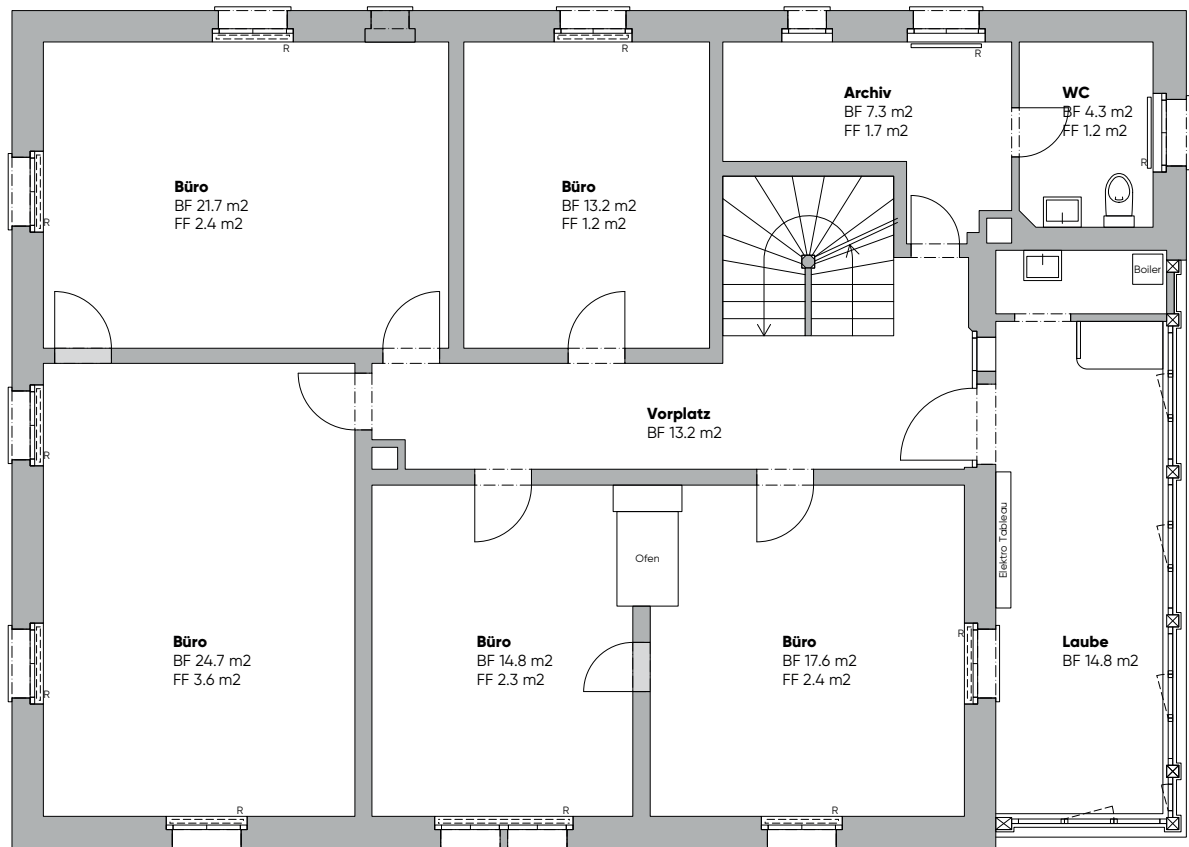 R
R
R
Archiv
BF 7.3 m2
FF 1.7 m2
WC
BF 4.3 m2
FF 1.2 m2
R
Büro
BF 21.7 m2
FF 2.4 m2
Büro
BF 13.2 m2
FF 1.2 m2
R
Boiler
Vorplatz
BF 13.2 m2
R
Elektro Tableau
Ofen
Büro
BF 24.7 m2
FF 3.6 m2
Büro
BF 14.8 m2
FF 2.3 m2
Büro
BF 17.6 m2
FF 2.4 m2
R
Laube
BF 14.8 m2
R
R
R
R